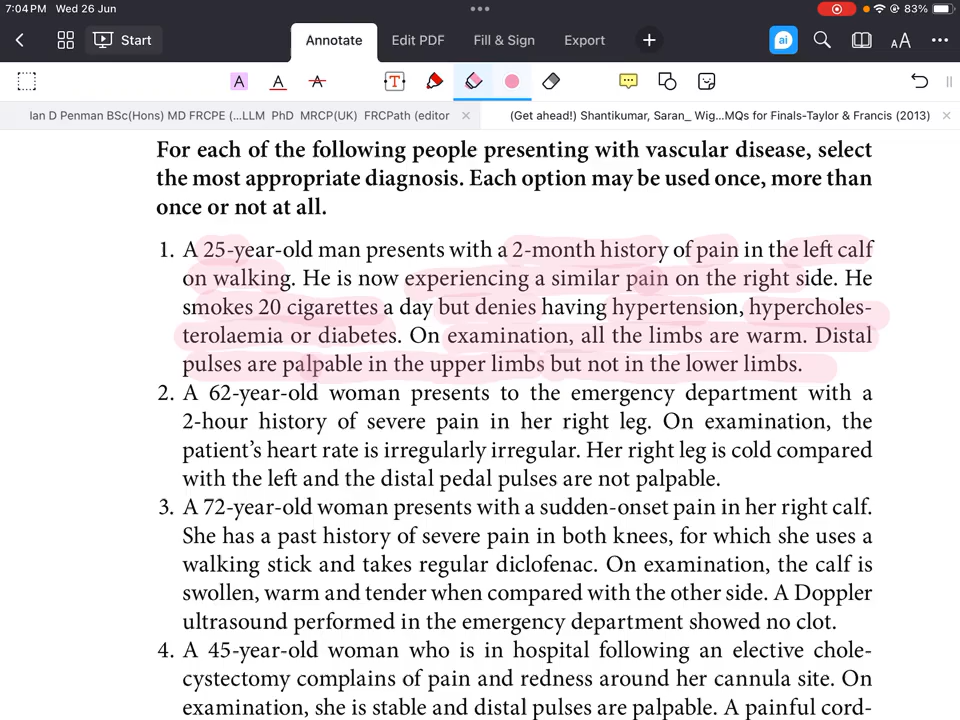 7:04 PM Wed 26 Jun
83%
Start
Annotate
Edit PDF
Fill & Sign
Export
ai
AA
A A A T
Ian D Penman BSc(Hons) MD FRCPE (...LLM PhD MRCP(UK) FRCPath (editor
(Get ahead!) Shantikumar, Saran_ Wig...MQs for Finals-Taylor & Francis (2013)
For each of the following people presenting with vascular disease, select
the most appropriate diagnosis. Each option may be used once, more than
once or not at all.
1. A 25-year-old man presents with a 2-month history of pain in the left calf
on walking. He is now experiencing a similar pain on the right side. He
smokes 20 cigarettes a day but denies having hypertension, hypercholes-
terolaemia or diabetes. On examination, all the limbs are warm. Distal
pulses are palpable in the upper limbs but not in the lower limbs.
2. A 62-year-old woman presents to the emergency department with a
2-hour history of severe pain in her right leg. On examination, the
patient's heart rate is irregularly irregular. Her right leg is cold compared
with the left and the distal pedal pulses are not palpable.
3. A 72-year-old woman presents with a sudden-onset pain in her right calf.
She has a past history of severe pain in both knees, for which she uses a
walking stick and takes regular diclofenac. On examination, the calf is
swollen, warm and tender when compared with the other side. A Doppler
ultrasound performed in the emergency department showed no clot.
4. A 45-year-old woman who is in hospital following an elective chole-
cystectomy complains of pain and redness around her cannula site. On
examination, she is stable and distal pulses are palpable. A painful cord-